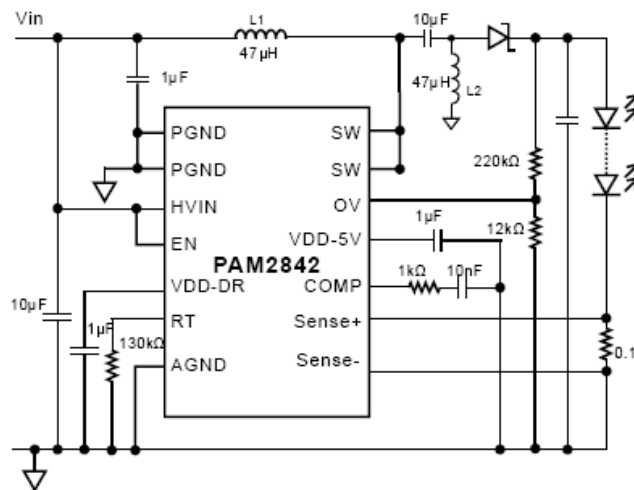 Vin
L1
47µH
10µF
47µH
L2
1µF
PGND
SW
PGND
SW
220kΩ
HVIN
OV
EN
VDD-5V
1µF
12kΩ
PAM2842
10µF
VDD-DR
COMP
1kΩ
10nF
1µF
RT
130kΩ
Sense+
AGND
Sense-
0.1